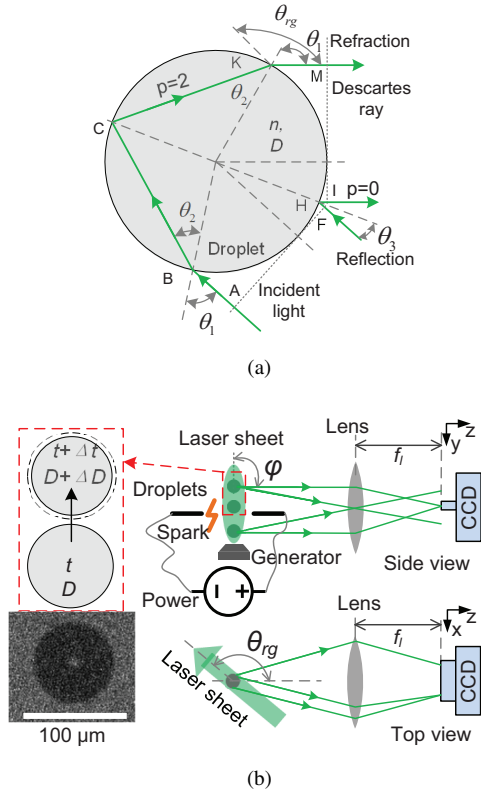 θrg
θ1
Refraction
K
M
p=2
θ2
Descartes
ray
C
n,
D
I
p=0
H
F
θ2
θ3
Droplet
Reflection
B
A
Incident
light
θ1
(a)
t+Δt
D+ΔD
t
D
100 μm
Laser sheet
φ
Droplets
Spark
Generator
Power
Lens
fl
z
y
CCD
Side view
Lens
fl
z
x
CCD
θrg
Laser sheet
Top view
(b)